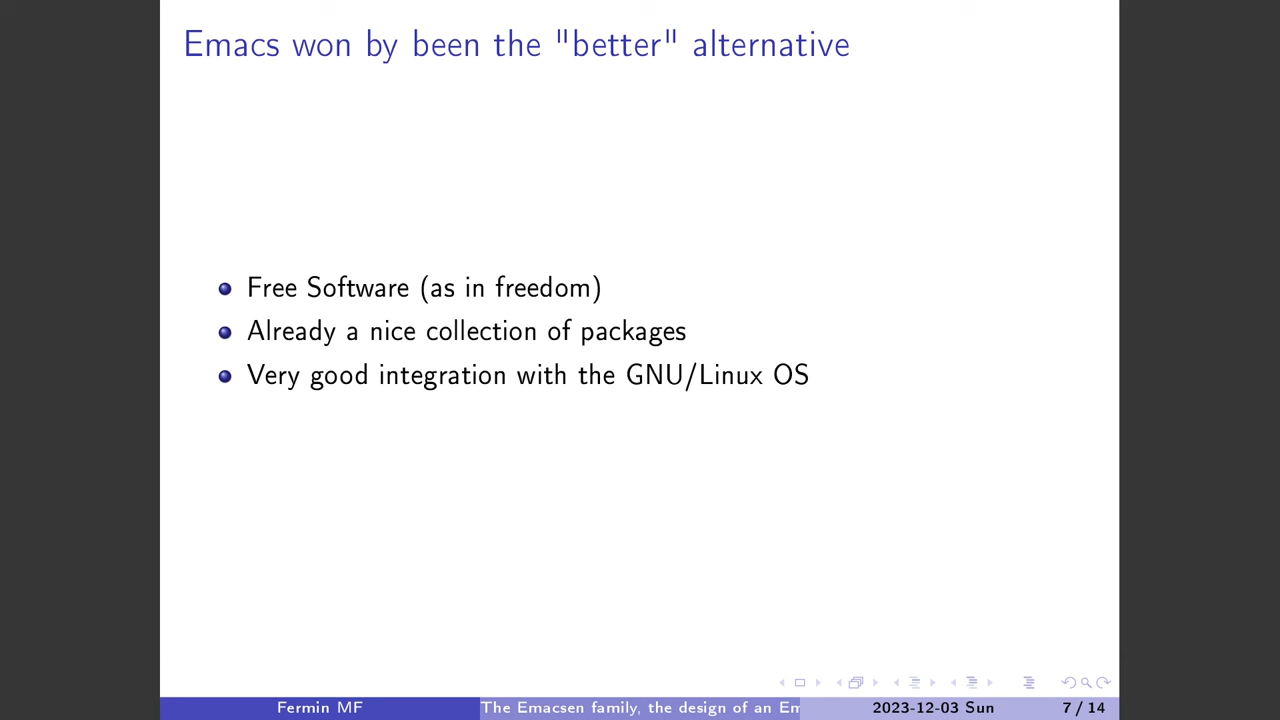 Emacs won by been the "better" alternative
Free Software (as in freedom)
Already a nice collection of packages
Very good integration with the GNU/Linux OS
Fermin MF
The Emacsen family, the design of an Em
2023-12-03 Sun
7 / 14